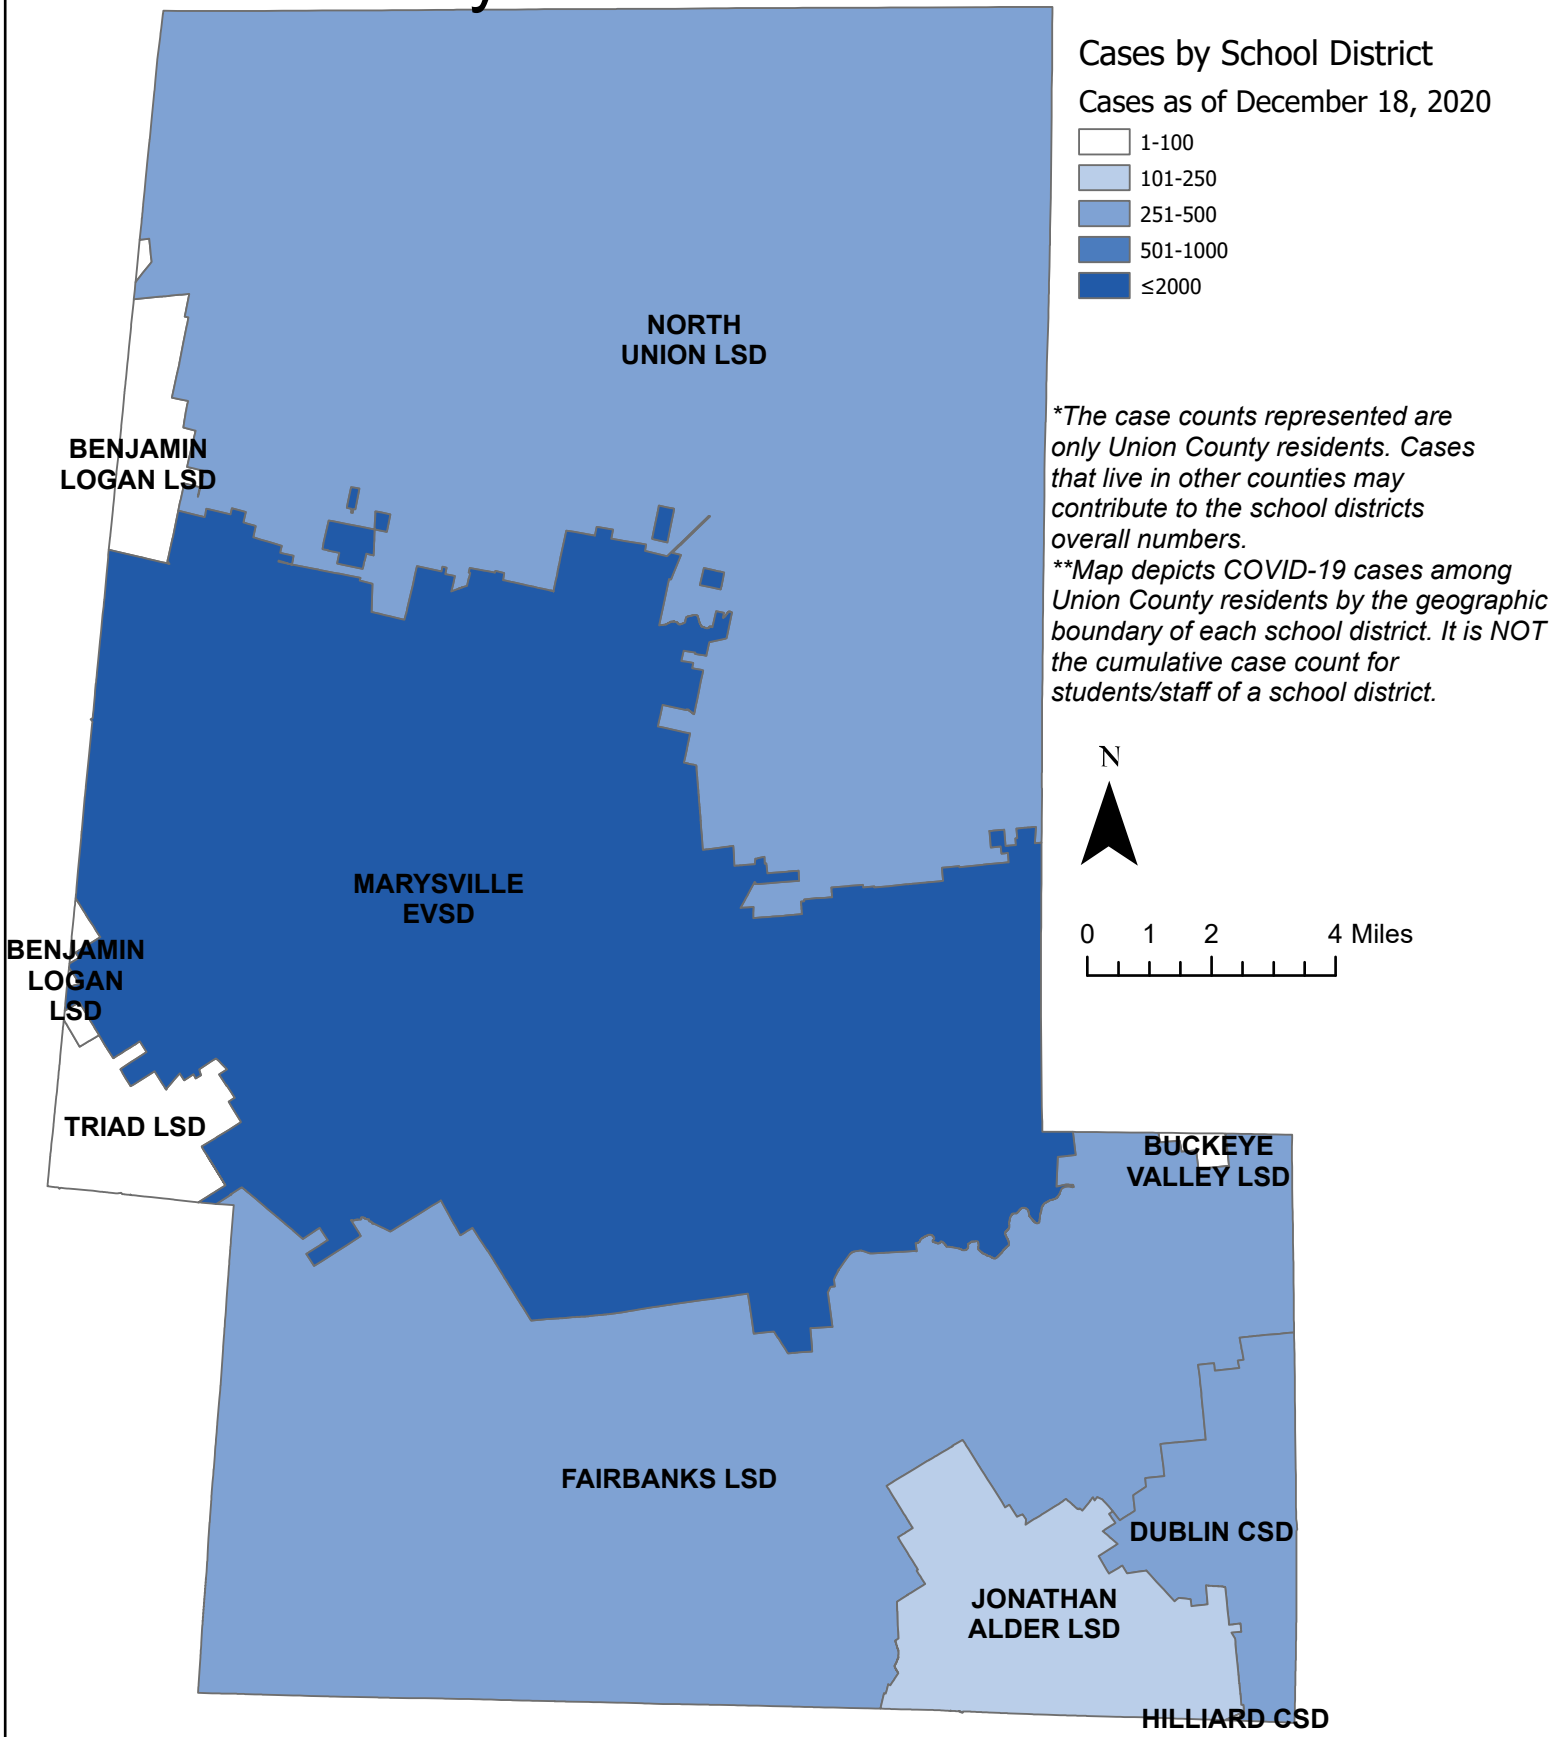 Cases by School District
Cases as of December 18, 2020
1-100
101-250
251-500
501-1000
≤2000
NORTH
UNION LSD
BENJAMIN
LOGAN LSD
*The case counts represented are
only Union County residents. Cases
that live in other counties may
contribute to the school districts
overall numbers.
**Map depicts COVID-19 cases among
Union County residents by the geographic
boundary of each school district. It is NOT
the cumulative case count for
students/staff of a school district.
N
MARYSVILLE
EVSD
0 1 2 4 Miles
BENJAMIN
LOGAN
LSD
TRIAD LSD
BUCKEYE
VALLEY LSD
FAIRBANKS LSD
DUBLIN CSD
JONATHAN
ALDER LSD
HILLIARD CSD